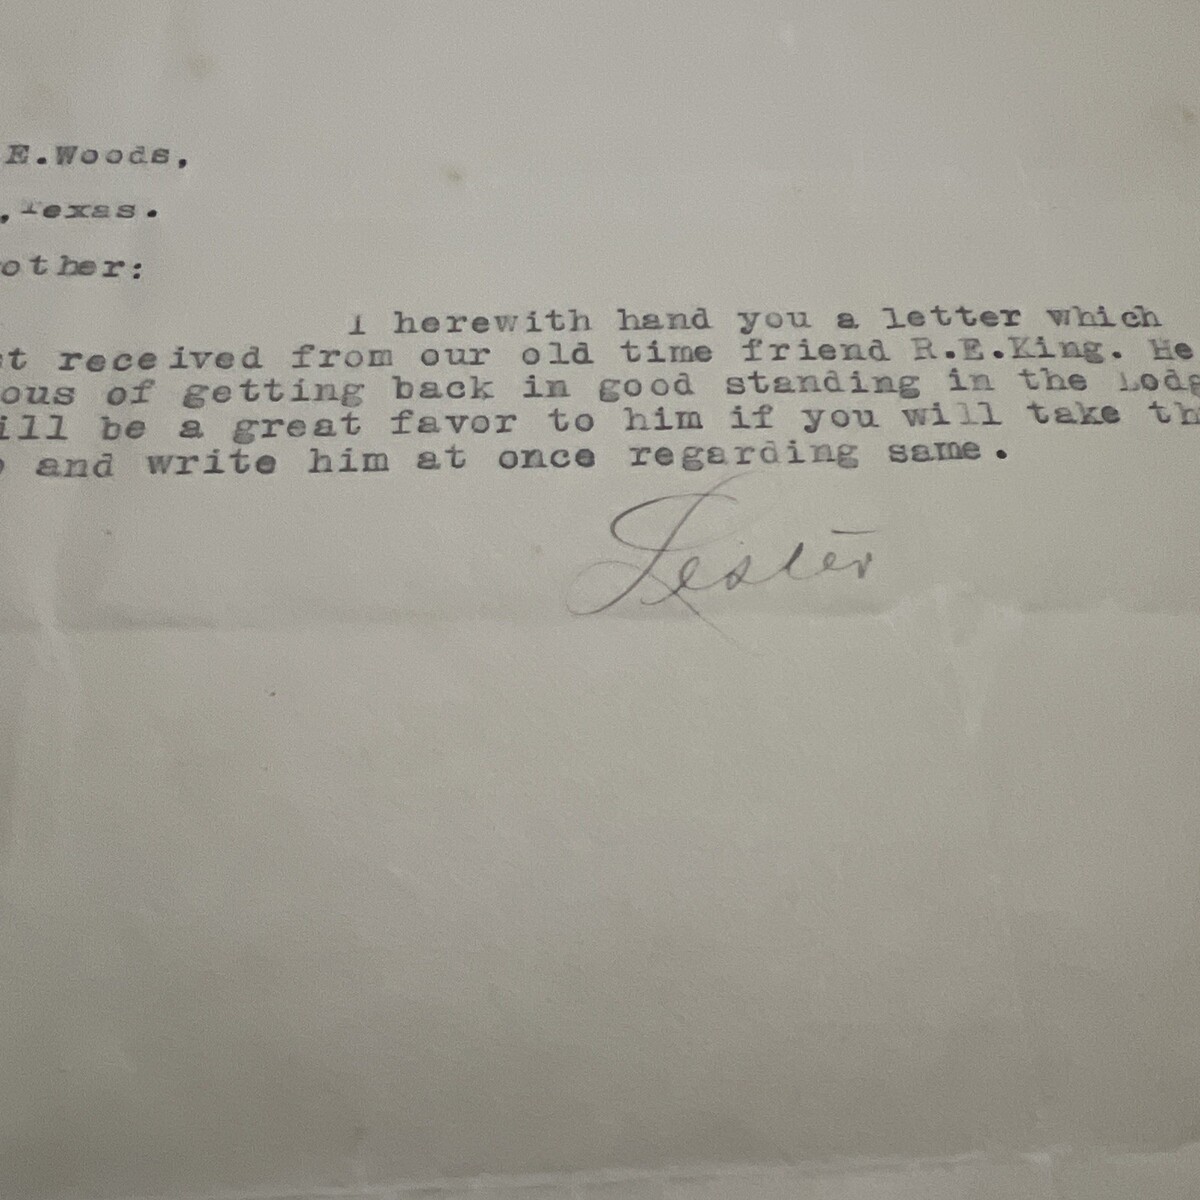 E.Woods,
,Texas.
other:
I herewith hand you a letter which
t received from our old time friend R.E.King. He
ous of getting back in good standing in the Lodg
ill be a great favor to him if you will take th
and write him at once regarding same.
Lester